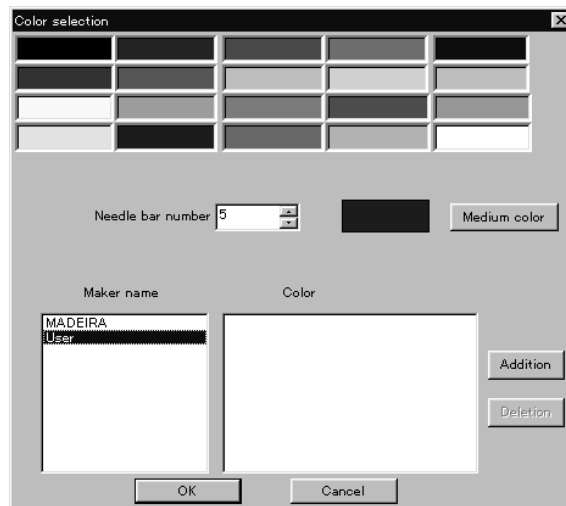 Color selection
Needle bar number 5 Medium color
Maker name Color
MADEIRA
User
Addition
Deletion
OK Cancel